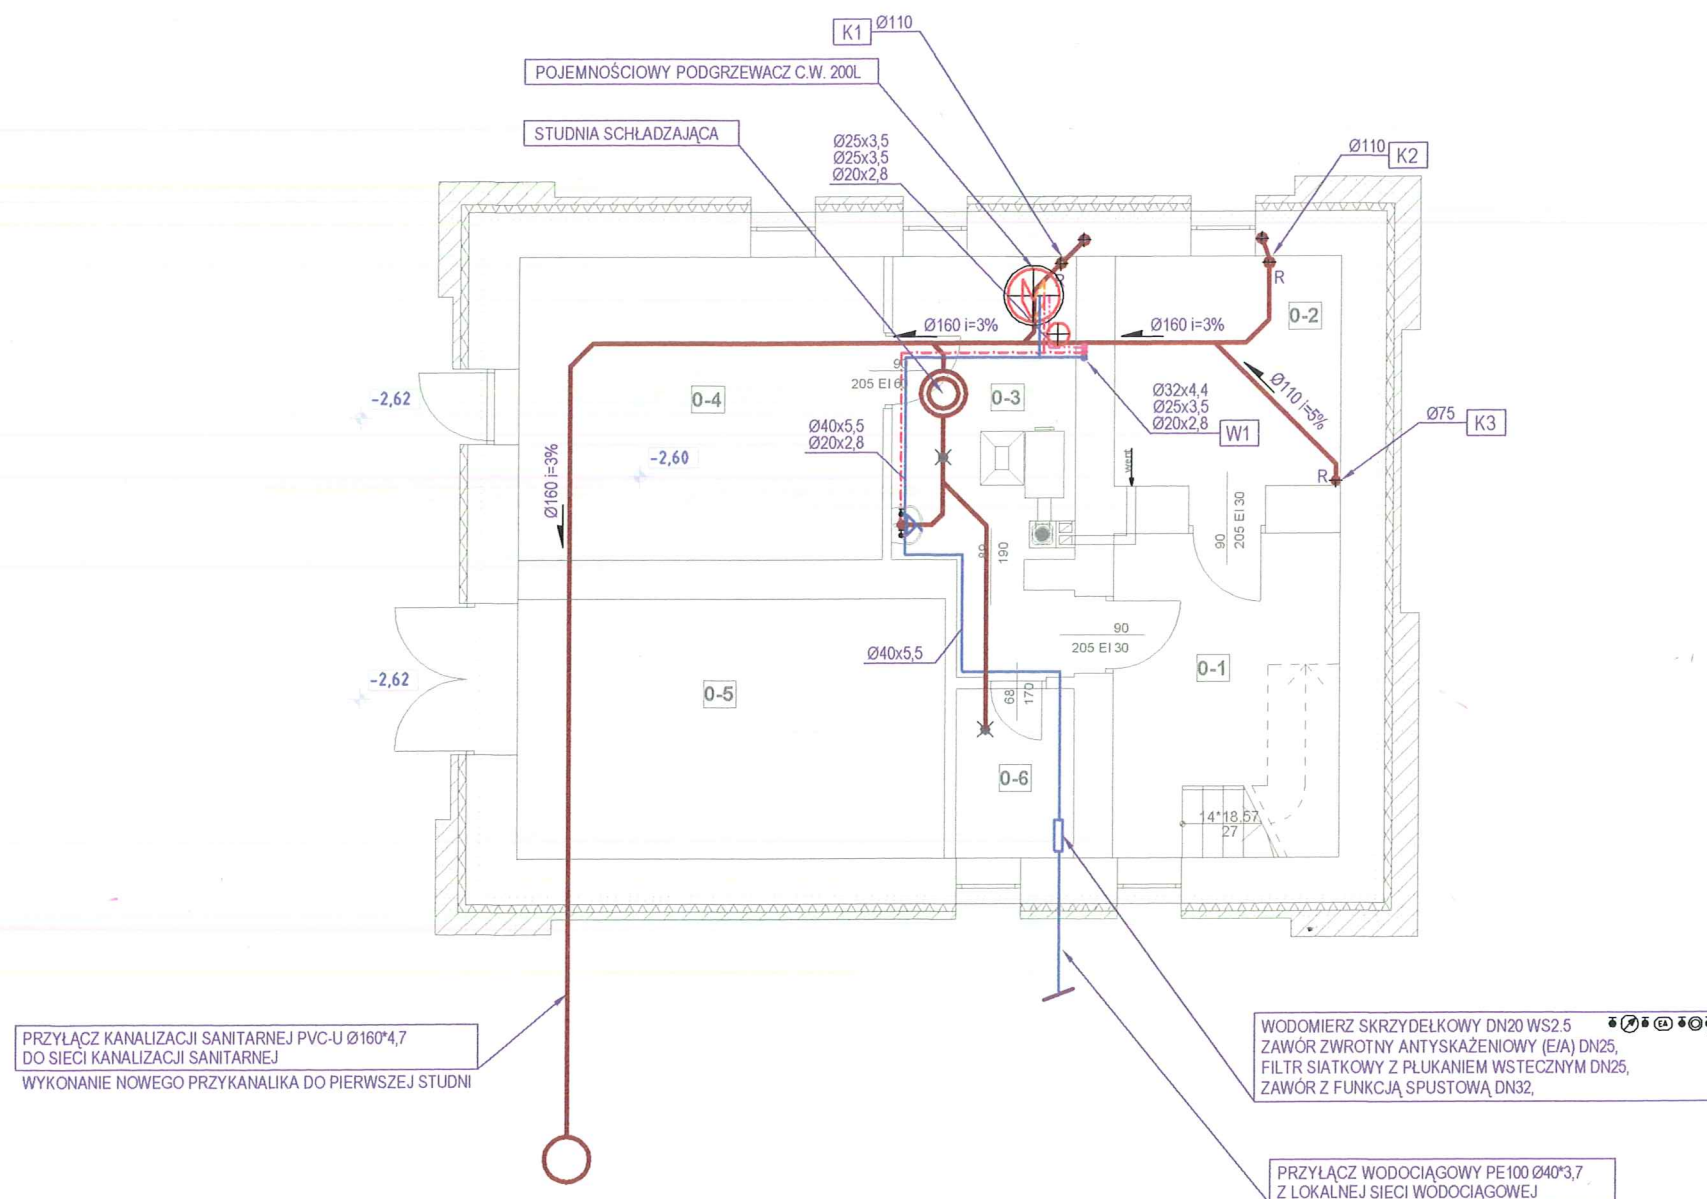 K1 Ø110
POJEMNOŚCIOWY PODGRZEWACZ C.W. 200L
STUDNIA SCHŁADZAJĄCA
Ø25x3,5
Ø25x3,5
Ø20x2,8
Ø110 K2
R
R
0-2
Ø160 i=3%
Ø160 i=3%
-2,62
0-4
90
205 EI 60
0-3
Ø110 i=5%
Ø32x4,4
Ø25x3,5
Ø20x2,8
W1
Ø75
K3
Ø40x5,5
Ø20x2,8
-2,60
went
R
Ø160 i=3%
90
205 EI 30
80
190
90
205 EI 30
Ø40x5,5
-2,62
0-5
0-1
68
170
0-6
14*18,57
27
PRZYŁĄCZ KANALIZACJI SANITARNEJ PVC-U Ø160*4,7
DO SIECI KANALIZACJI SANITARNEJ
WYKONANIE NOWEGO PRZYKANALIKA DO PIERWSZEJ STUDNI
WODOMIERZ SKRZYDEŁKOWY DN20 WS2.5
EA
ZAWÓR ZWROTNY ANTYSKAŻENIOWY (E/A) DN25,
FILTR SIATKOWY Z PŁUKANIEM WSTECZNYM DN25,
ZAWÓR Z FUNKCJĄ SPUSTOWĄ DN32,
PRZYŁĄCZ WODOCIĄGOWY PE100 Ø40*3,7
Z LOKALNEJ SIECI WODOCIĄGOWEJ